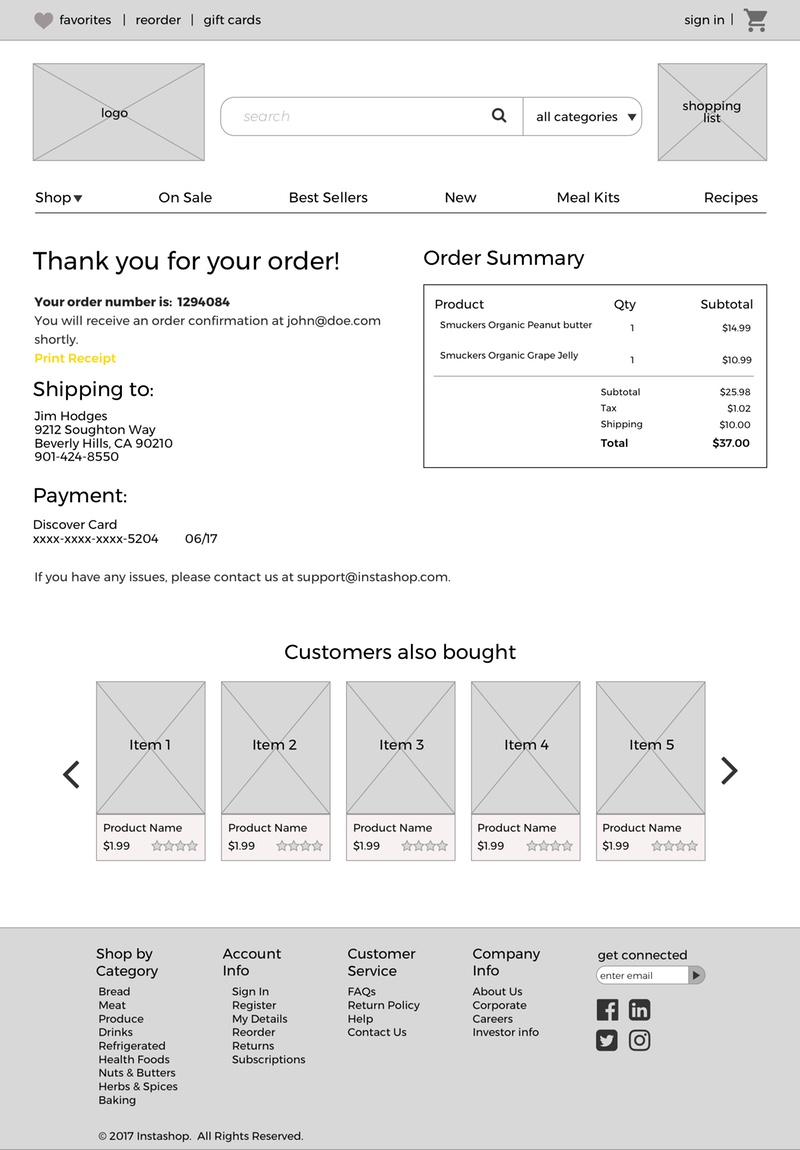 favorites | reorder | gift cards
sign in |
logo
search
all categories
shopping
list
Shop
On Sale
Best Sellers
New
Meal Kits
Recipes
Thank you for your order!
Your order number is: 1294084
You will receive an order confirmation at john@doe.com
shortly.
Print Receipt
Shipping to:
Jim Hodges
9212 Soughton Way
Beverly Hills, CA 90210
901-424-8550
Payment:
Discover Card
xxxx-xxxx-xxxx-5204 06/17
If you have any issues, please contact us at support@instashop.com.
Order Summary
Product Qty Subtotal
Smuckers Organic Peanut butter 1 $14.99
Smuckers Organic Grape Jelly 1 $10.99
Subtotal $25.98
Tax $1.02
Shipping $10.00
Total $37.00
Customers also bought
Item 1
Product Name
$1.99
Item 2
Product Name
$1.99
Item 3
Product Name
$1.99
Item 4
Product Name
$1.99
Item 5
Product Name
$1.99
Shop by
Category
Bread
Meat
Produce
Drinks
Refrigerated
Health Foods
Nuts & Butters
Herbs & Spices
Baking
Account
Info
Sign In
Register
My Details
Reorder
Returns
Subscriptions
Customer
Service
FAQs
Return Policy
Help
Contact Us
Company
Info
About Us
Corporate
Careers
Investor info
get connected
enter email
© 2017 Instashop. All Rights Reserved.